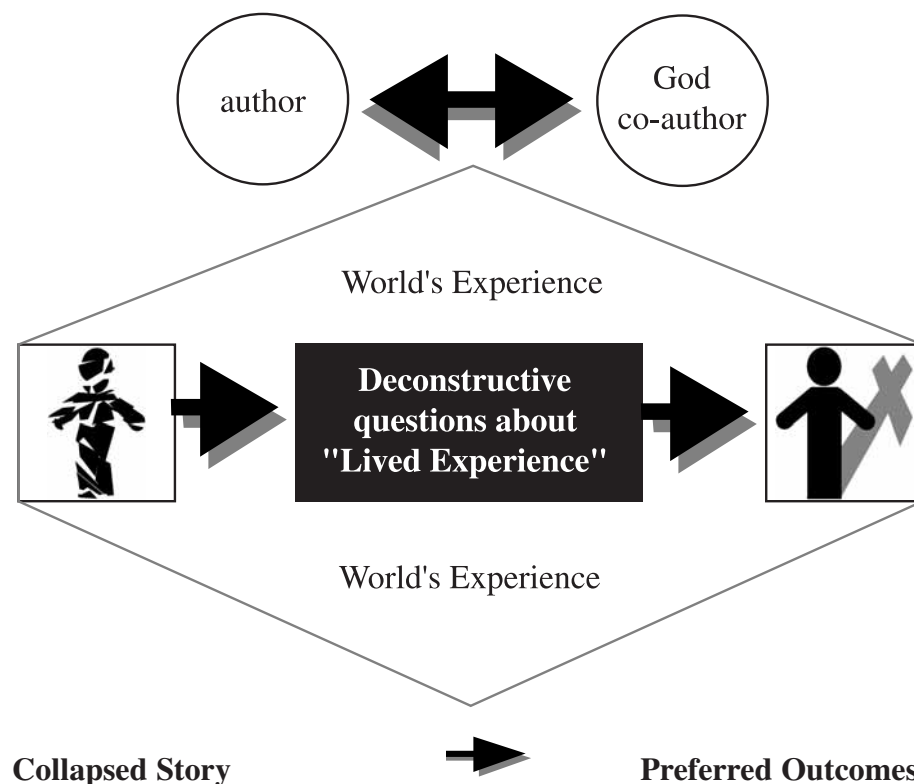 author
God
co-author
World's Experience
Deconstructive
questions about
"Lived Experience"
World's Experience
Collapsed Story
Preferred Outcomes